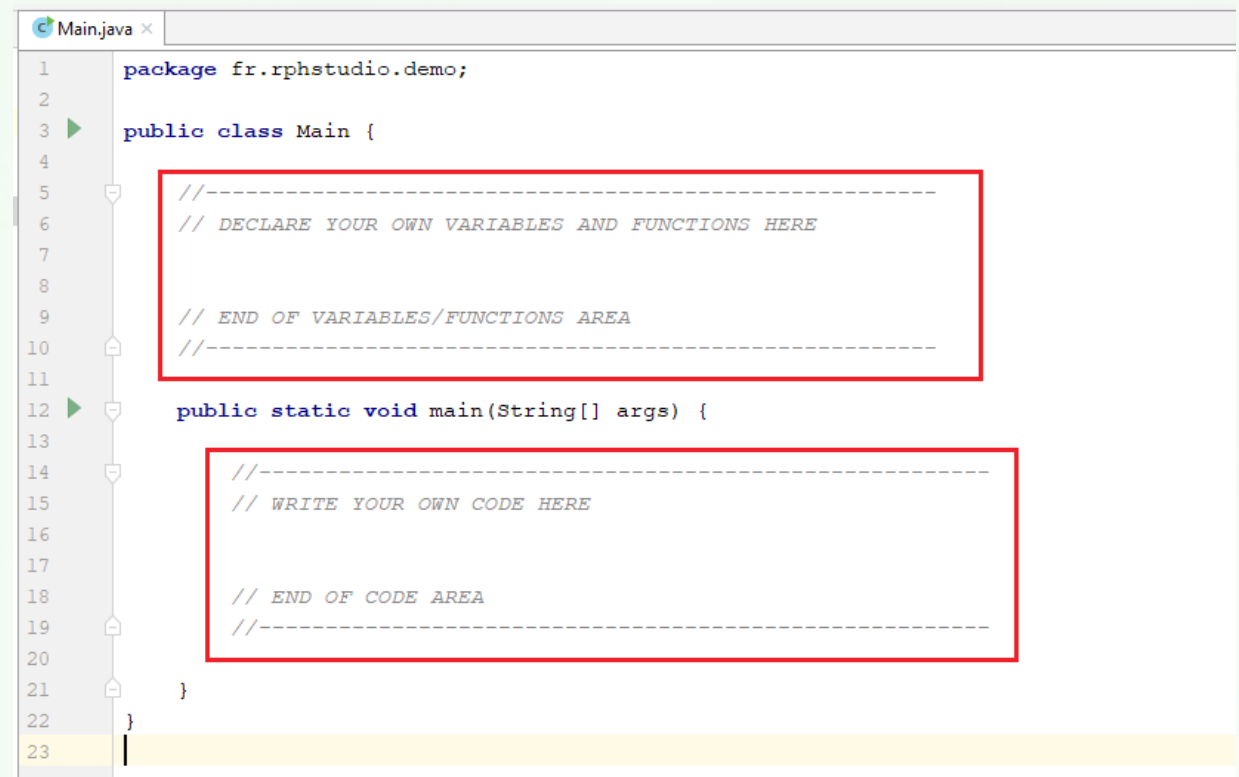 Main.java
1 package fr.rphstudio.demo;
2
3 public class Main {
4
5 //-------------------------------------------------------
6 // DECLARE YOUR OWN VARIABLES AND FUNCTIONS HERE
7
8
9 // END OF VARIABLES/FUNCTIONS AREA
10 //-------------------------------------------------------
11
12 public static void main(String[] args) {
13
14 //-------------------------------------------------------
15 // WRITE YOUR OWN CODE HERE
16
17
18 // END OF CODE AREA
19 //-------------------------------------------------------
20
21 }
22 }
23